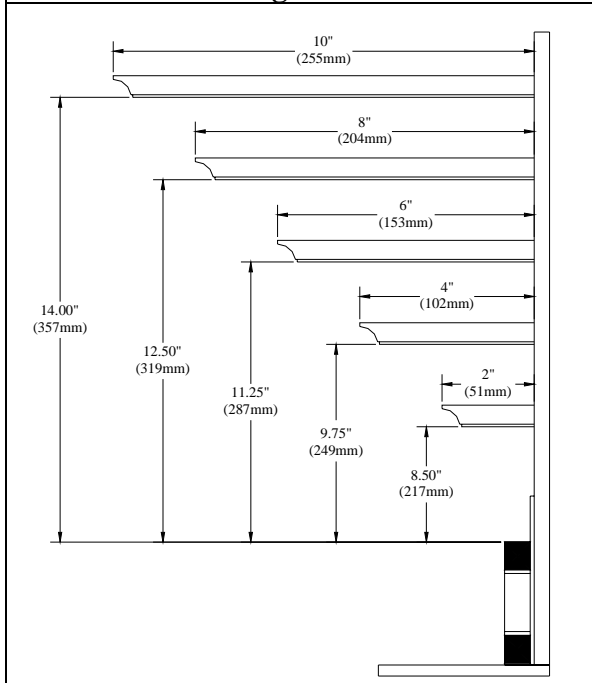 10"
(255mm)
8"
(204mm)
6"
(153mm)
4"
(102mm)
2"
(51mm)
14.00"
(357mm)
12.50"
(319mm)
11.25"
(287mm)
9.75"
(249mm)
8.50"
(217mm)